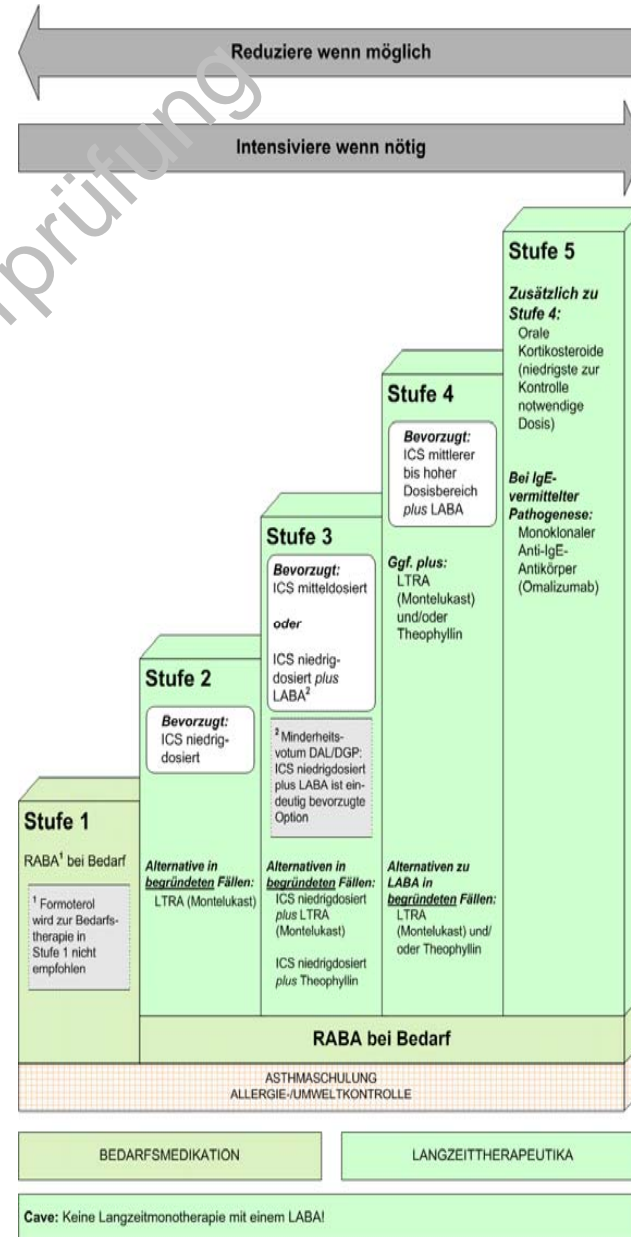 Reduziere wenn möglich
Intensiviere wenn nötig
prüfung
Stufe 5
Zusätzlich zu
Stufe 4:
Orale
Kortikosteroide
(niedrigste zur
Kontrolle
notwendige
Dosis)
Bei IgE-
vermittelter
Pathogenese:
Monoklonaler
Anti-IgE-
Antikörper
(Omalizumab)
Stufe 4
Bevorzugt:
ICS mittlerer
bis hoher
Dosisbereich
plus LABA
Ggf. plus:
LTRA
(Montelukast)
und/oder
Theophyllin
Alternativen zu
LABA in
begründeten Fällen:
LTRA
(Montelukast) und/
oder Theophyllin
Stufe 3
Bevorzugt:
ICS mitteldosiert
oder
ICS niedrig-
dosiert plus
LABA²
² Minderheits-
votum DAL/DGP:
ICS niedrigdosiert
plus LABA ist ein-
deutig bevorzugte
Option
Alternativen in
begründeten Fällen:
ICS niedrigdosiert
plus LTRA
(Montelukast)
ICS niedrigdosiert
plus Theophyllin
Stufe 2
Bevorzugt:
ICS niedrig-
dosiert
Alternative in
begründeten Fällen:
LTRA (Montelukast)
Stufe 1
RABA¹ bei Bedarf
¹ Formoterol
wird zur Bedarfs-
therapie in
Stufe 1 nicht
empfohlen
RABA bei Bedarf
ASTHMASCHULUNG
ALLERGIE-/UMWELTKONTROLLE
BEDARFSMEDIKATION
LANGZEITTHERAPEUTIKA
Cave: Keine Langzeitmonotherapie mit einem LABA!